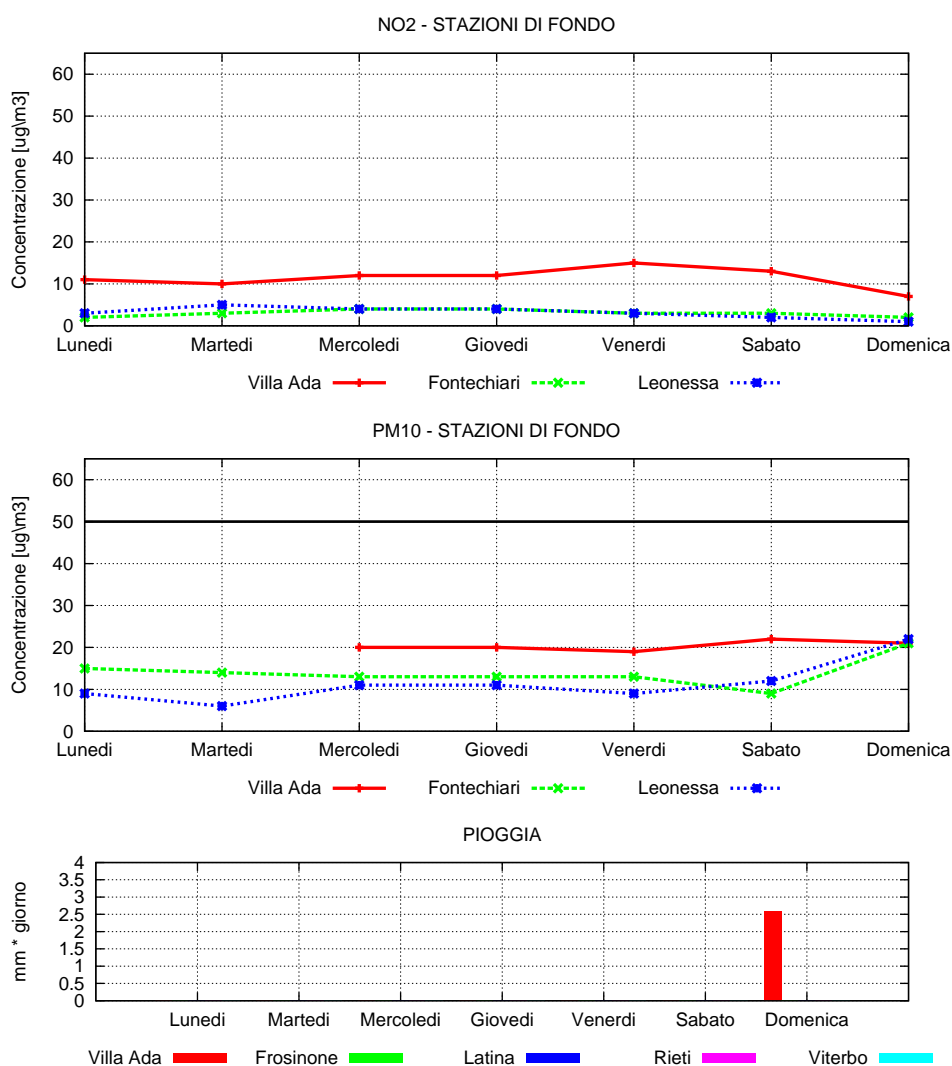 NO2 - STAZIONI DI FONDO
Concentrazione [ug\m3]
60
50
40
30
20
10
0
Lunedi Martedi Mercoledi Giovedi Venerdi Sabato Domenica
Villa Ada Fontechiari Leonessa
PM10 - STAZIONI DI FONDO
Concentrazione [ug\m3]
60
50
40
30
20
10
0
Lunedi Martedi Mercoledi Giovedi Venerdi Sabato Domenica
Villa Ada Fontechiari Leonessa
PIOGGIA
mm * giorno
4
3.5
3
2.5
2
1.5
1
0.5
0
Lunedi Martedi Mercoledi Giovedi Venerdi Sabato Domenica
Villa Ada Frosinone Latina Rieti Viterbo